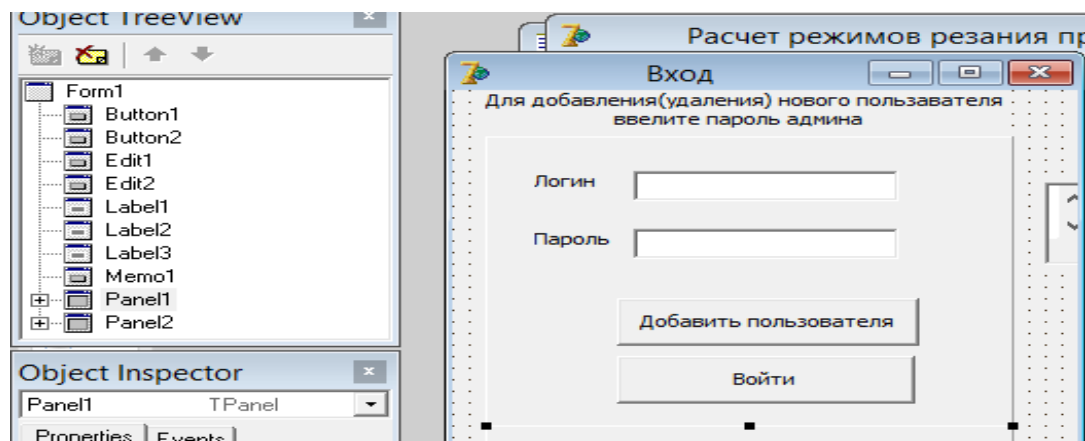 Object TreeView
Form1
Button1
Button2
Edit1
Edit2
Label1
Label2
Label3
Memo1
Panel1
Panel2
Object Inspector
Panel1 TPanel
Properties Events
Расчет режимов резания пр
Вход
Для добавления(удаления) нового пользавателя
ввелите пароль админа
Логин
Пароль
Добавить пользователя
Войти